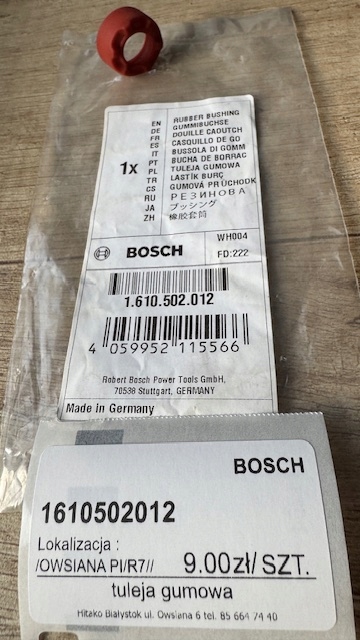 EN RUBBER BUSHING
DE GUMMIBUCHSE
FR DOUILLE CAOUTCH
ES CASQUILLO DE GO
IT BUSSOLA DI GOMM
PT BUCHA DE BORRAC
PL TULEJA GUMOWA
TR LASTİK BURÇ
CS GUMOVÁ PRŮCHODK
RU РЕЗИНОВА
JA ブッシング
ZH 橡胶套筒
1x
BOSCH
WH004
FD:222
1.610.502.012
4 059952 115566
Robert Bosch Power Tools GmbH,
70538 Stuttgart, GERMANY
Made in Germany
BOSCH
1610502012
Lokalizacja :
/OWSIANA PI/R7// 9.00zł/SZT.
tuleja gumowa
Hitako Białystok ul. Owsiana 6 tel. 85 664 74 40